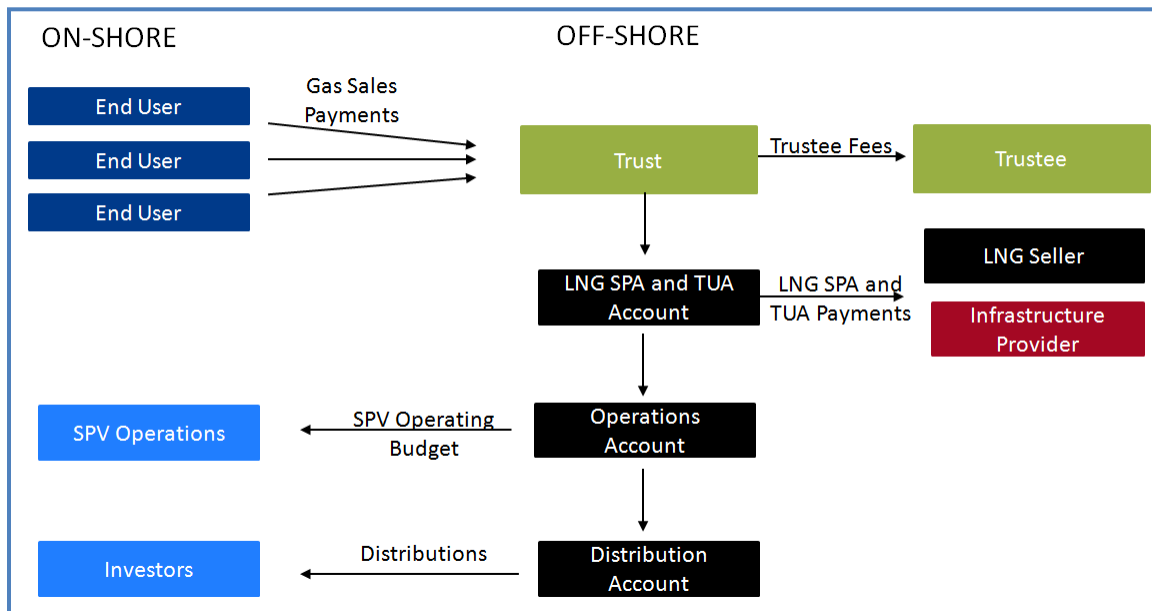 ON-SHORE
OFF-SHORE
Gas Sales
Payments
End User
End User
End User
Trust
Trustee Fees
Trustee
LNG Seller
LNG SPA and TUA
Account
LNG SPA and
TUA Payments
Infrastructure
Provider
SPV Operations
SPV Operating
Budget
Operations
Account
Investors
Distributions
Distribution
Account